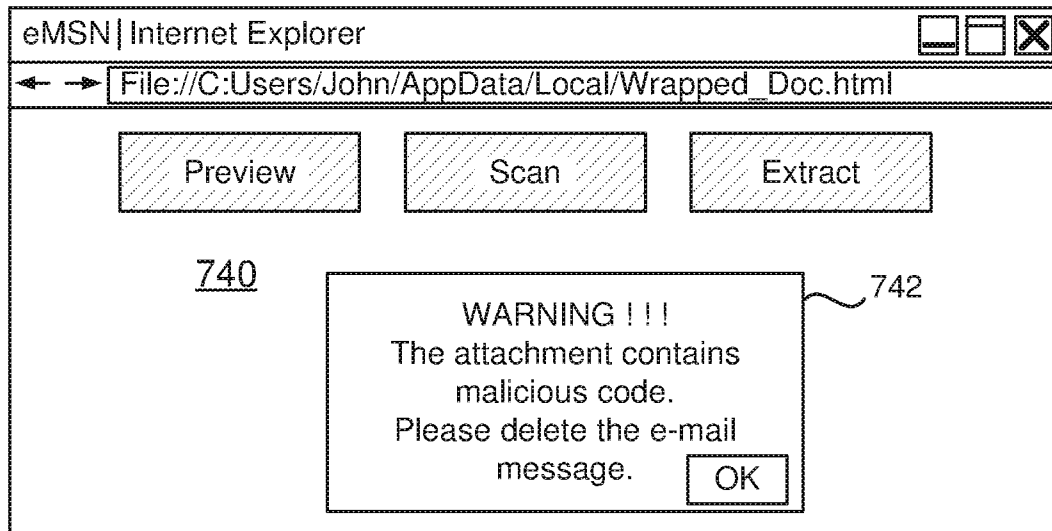 eMSN | Internet Explorer
File://C:Users/John/AppData/Local/Wrapped_Doc.html
Preview Scan Extract
740
742
WARNING ! ! !
The attachment contains
malicious code.
Please delete the e-mail
message.
OK